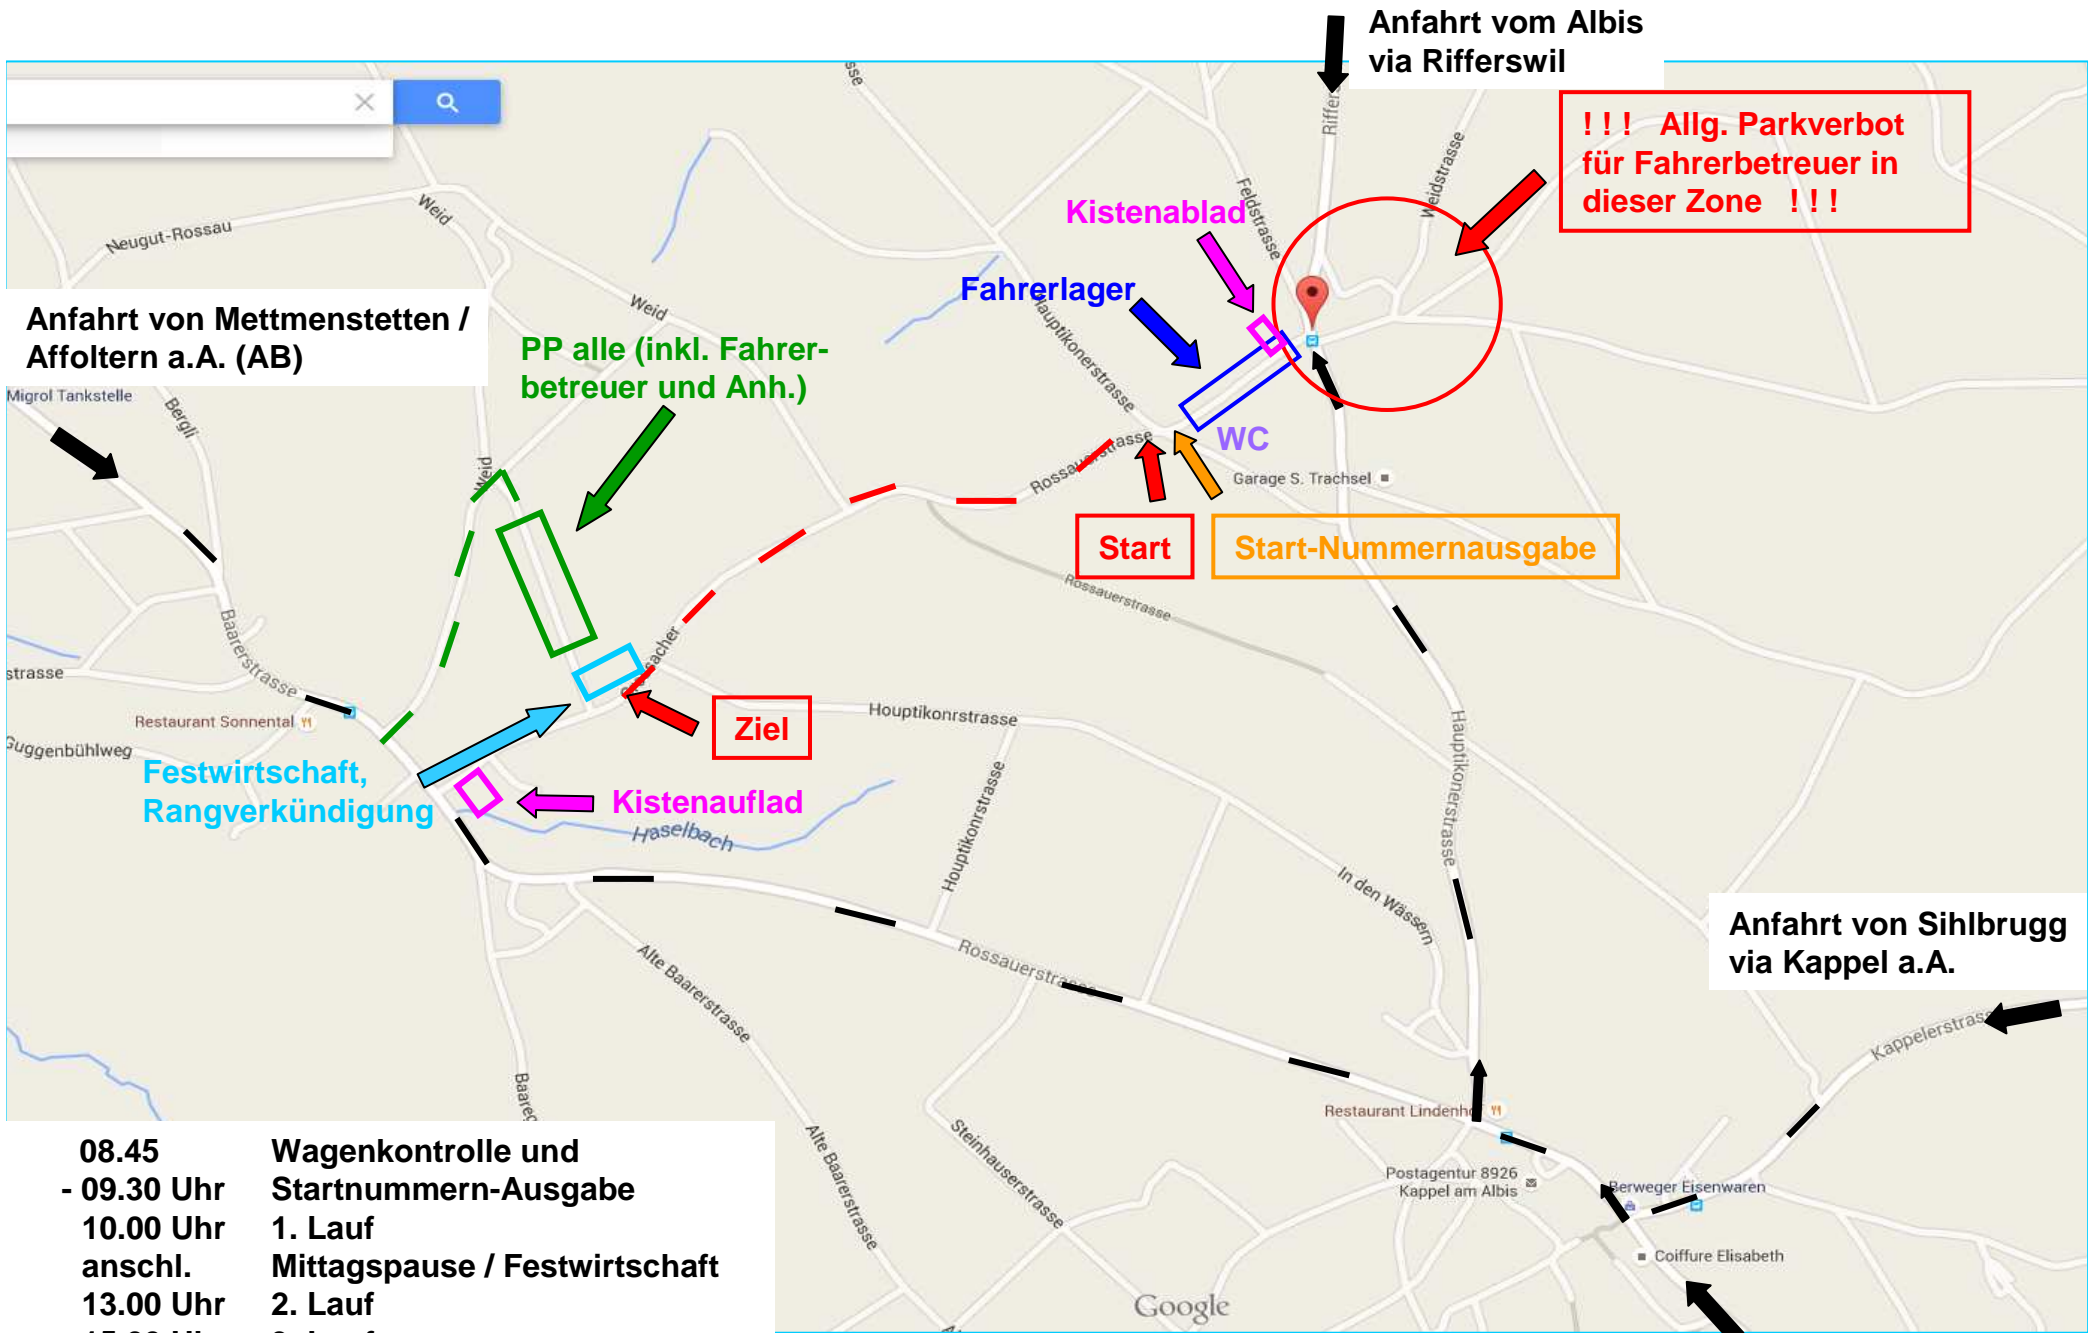 Anfahrt vom Albis
via Rifferswil
! ! ! Allg. Parkverbot
für Fahrerbetreuer in
dieser Zone ! ! !
Weidstrasse
Feldstrasse
Kistenablad
Weid
Neugut-Rossau
Fahrerlager
Weid
Hauptikonerstrasse
Anfahrt von Mettmenstetten /
Affoltern a.A. (AB)
PP alle (inkl. Fahrer-
betreuer und Anh.)
Migrol Tankstelle
Bergli
WC
Rossauerstrasse
Weid
Garage S. Trachsel
Start
Start-Nummernausgabe
Rossauerstrasse
Baarerstrasse
strasse
Restaurant Sonnental
Guggenbühlweg
Houptikonrstrasse
Ziel
Hauptikonerstrasse
Festwirtschaft,
Rangverkündigung
Kistenauflad
Haselbach
Houptikonrstrasse
In den Wässern
Anfahrt von Sihlbrugg
via Kappel a.A.
Rossauerstrasse
Alte Baarerstrasse
Restaurant Lindenho
Steinhauserstrasse
Alte Baarerstrasse
Postagentur 8926
Kappel am Albis
Berweger Eisenwaren
Coiffure Elisabeth
08.45 Wagenkontrolle und
- 09.30 Uhr Startnummern-Ausgabe
10.00 Uhr 1. Lauf
anschl. Mittagspause / Festwirtschaft
13.00 Uhr 2. Lauf
Google